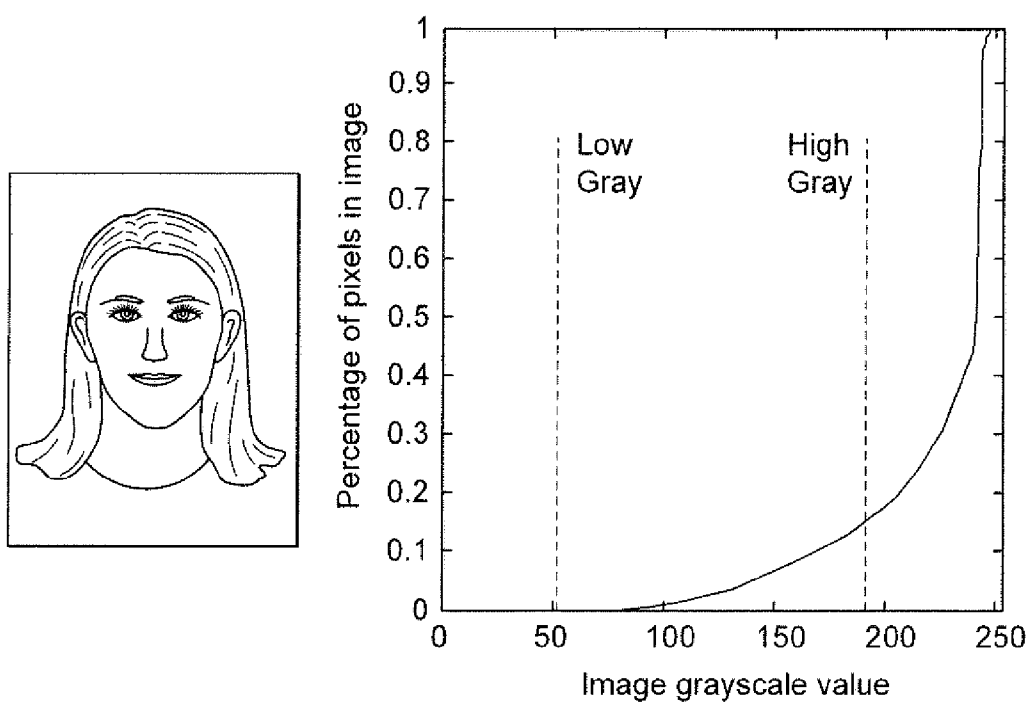 1
0.9
0.8
0.7
0.6
0.5
0.4
0.3
0.2
0.1
0
Percentage of pixels in image
Low
Gray
High
Gray
0 50 100 150 200 250
Image grayscale value